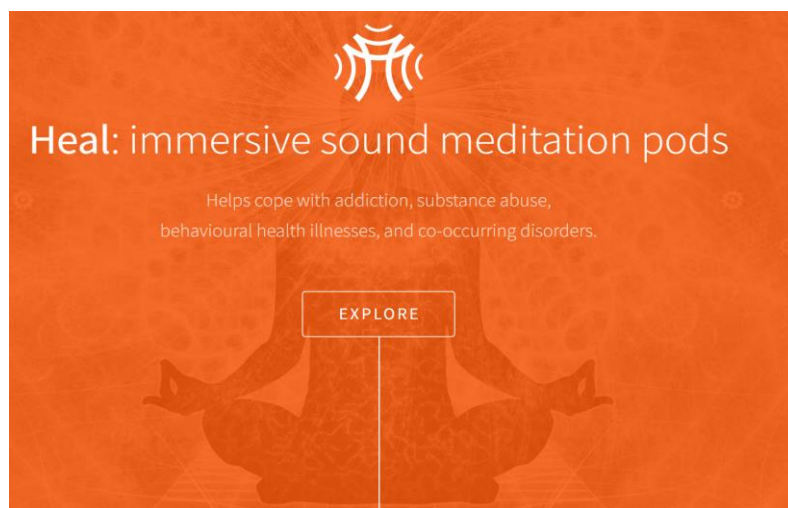 Heal: immersive sound meditation pods
Helps cope with addiction, substance abuse,
behavioural health illnesses, and co-occurring disorders.
EXPLORE